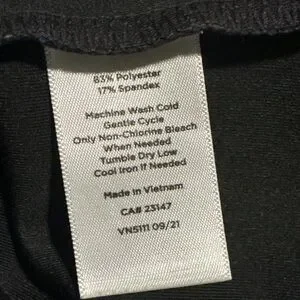 83% Polyester
17% Spandex
Machine Wash Cold
Gentle Cycle
Only Non-Chlorine Bleach
When Needed
Tumble Dry Low
Cool Iron If Needed
Made in Vietnam
CA# 23147
VN5111 09/21